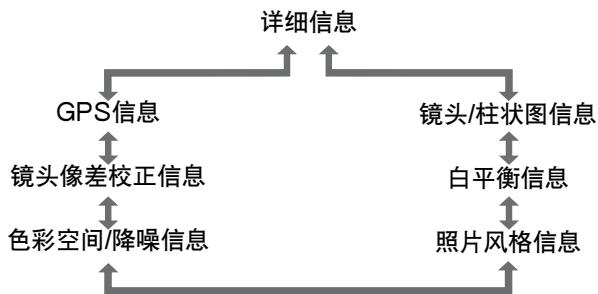 详细信息
GPS信息
镜头/柱状图信息
镜头像差校正信息
白平衡信息
色彩空间/降噪信息
照片风格信息